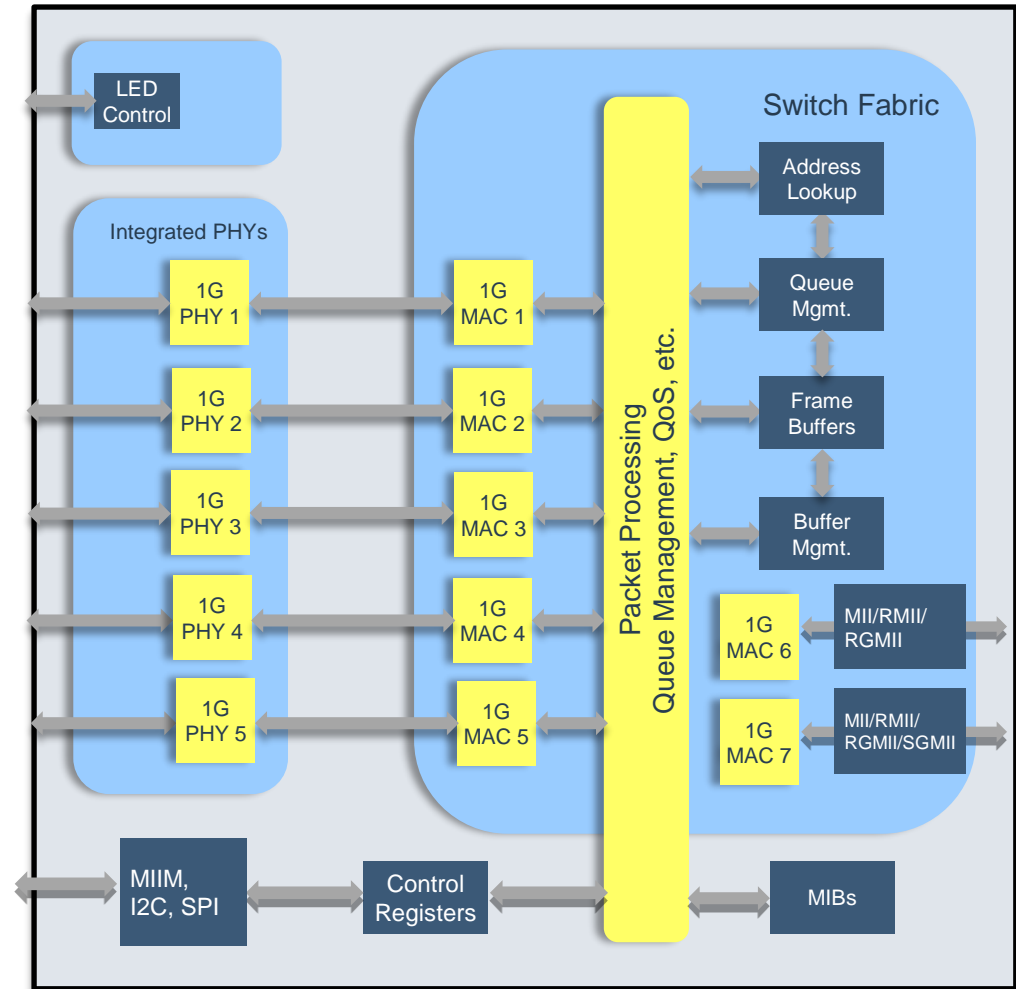 LED
Control
Switch Fabric
Address
Lookup
Integrated PHYs
1G
PHY 1
1G
MAC 1
Queue
Mgmt.
1G
PHY 2
1G
MAC 2
Frame
Buffers
1G
PHY 3
1G
MAC 3
Buffer
Mgmt.
1G
PHY 4
1G
MAC 4
1G
PHY 5
1G
MAC 5
Packet Processing
Queue Management, QoS, etc.
1G
MAC 6
MII/RMII/
RGMII
1G
MAC 7
MII/RMII/
RGMII/SGMII
MIIM,
I2C, SPI
Control
Registers
MIBs